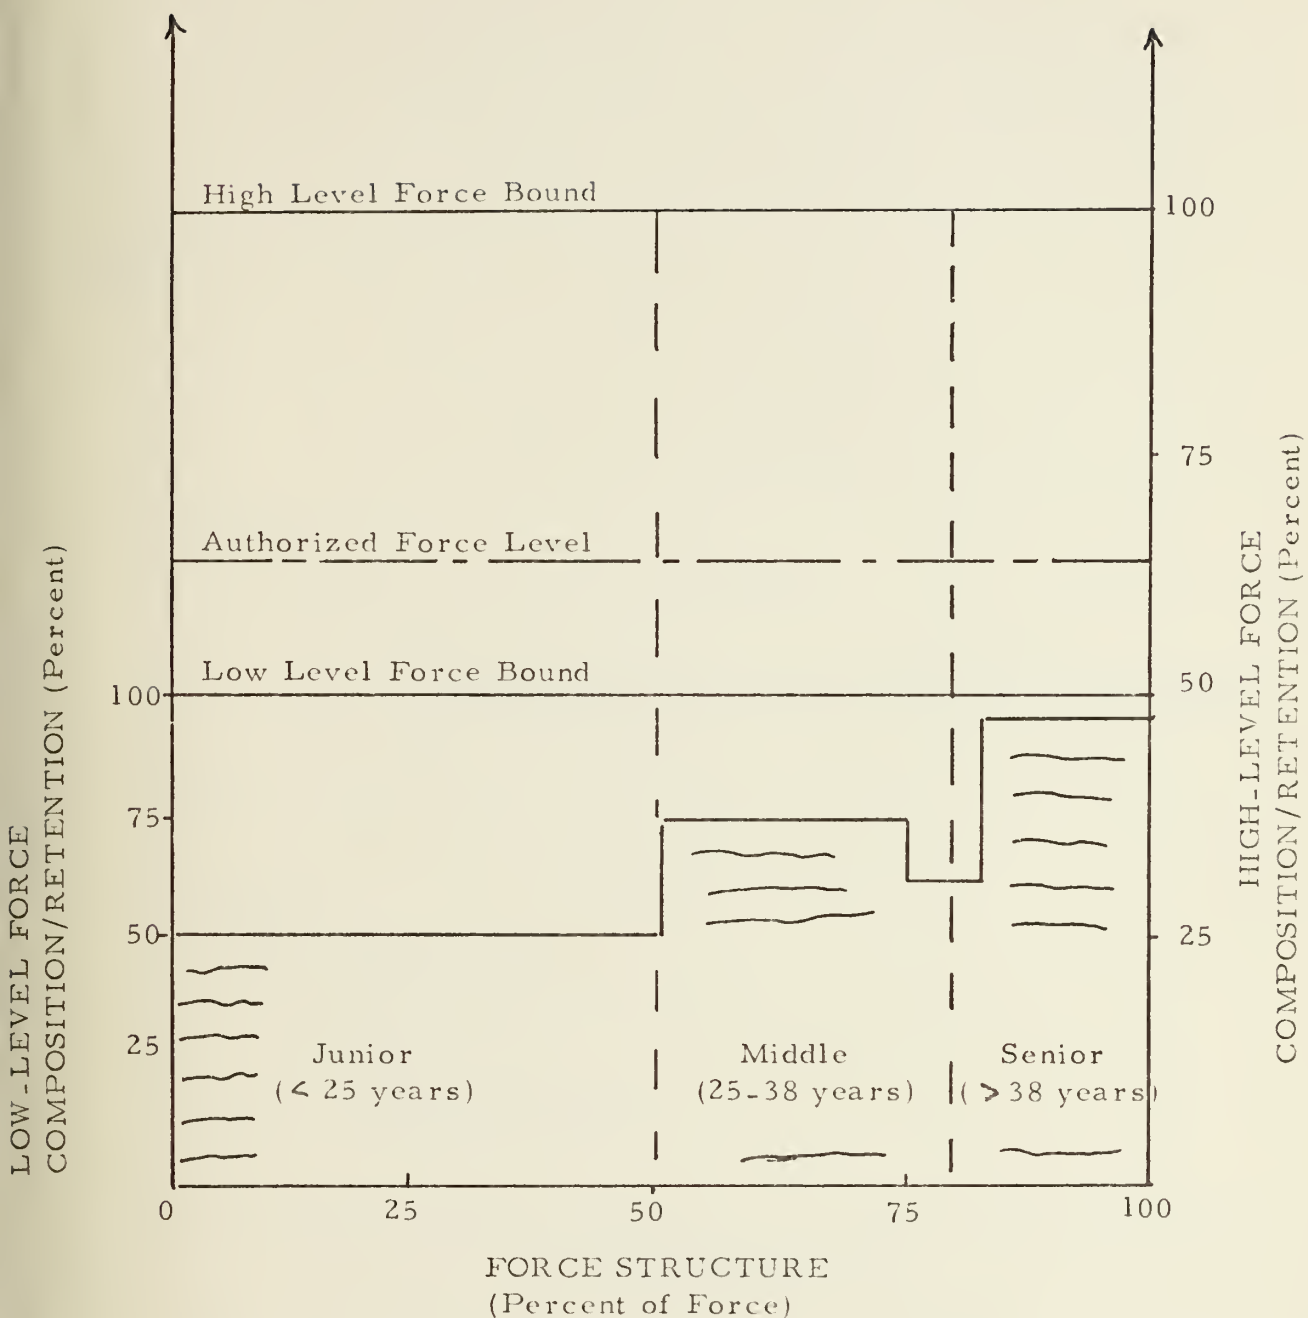 High Level Force Bound
100
75
Authorized Force Level
Low Level Force Bound
100
50
75
50
25
25
Junior
(< 25 years)
Middle
(25-38 years)
Senior
(> 38 years)
0
25
50
75
100
FORCE STRUCTURE
(Percent of Force)
LOW-LEVEL FORCE
COMPOSITION/RETENTION (Percent)
HIGH-LEVEL FORCE
COMPOSITION/RETENTION (Percent)